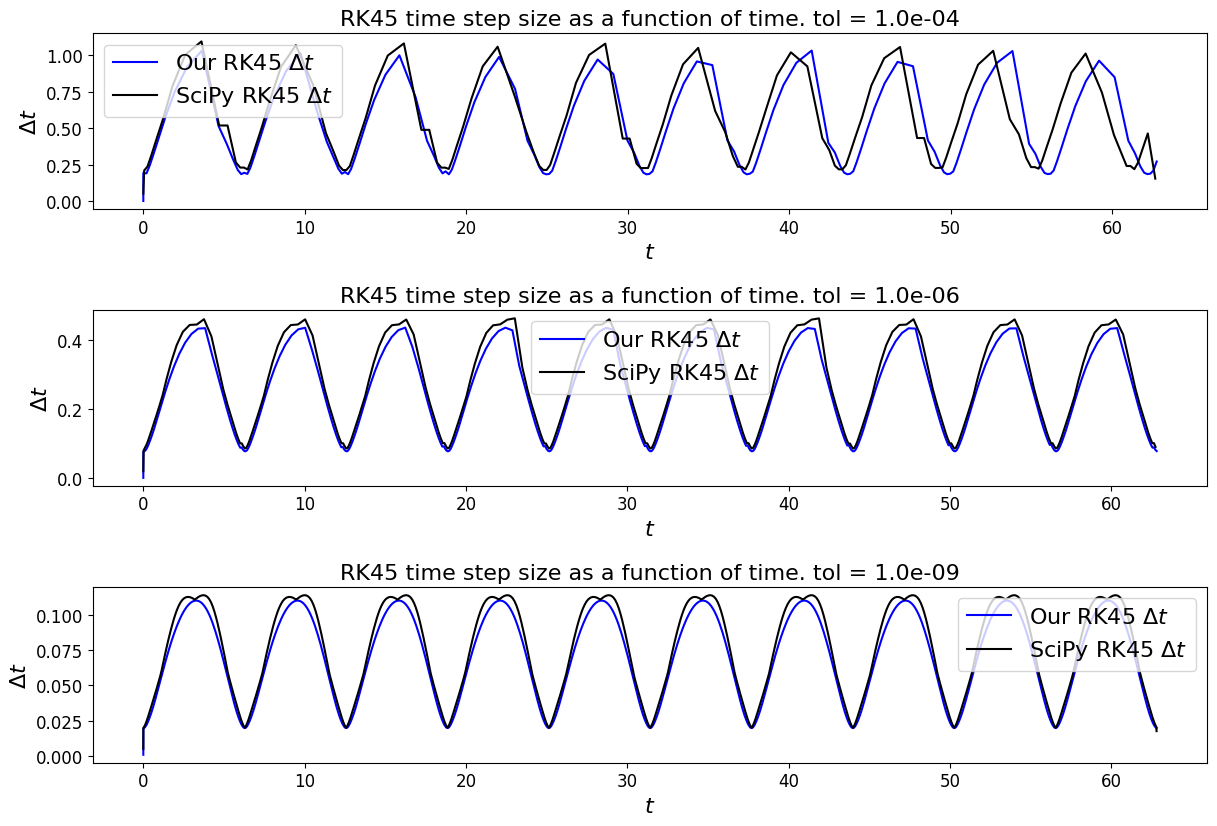 RK45 time step size as a function of time. tol = 1.0e-04
1.00
0.75
0.50
0.25
0.00
Δt
Our RK45 Δt
SciPy RK45 Δt
0 10 20 30 40 50 60
t
RK45 time step size as a function of time. tol = 1.0e-06
0.4
0.2
0.0
Δt
Our RK45 Δt
SciPy RK45 Δt
0 10 20 30 40 50 60
t
RK45 time step size as a function of time. tol = 1.0e-09
0.100
0.075
0.050
0.025
0.000
Δt
Our RK45 Δt
SciPy RK45 Δt
0 10 20 30 40 50 60
t